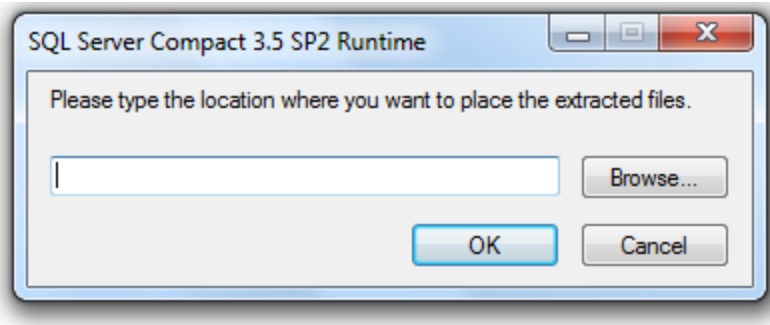 SQL Server Compact 3.5 SP2 Runtime
Please type the location where you want to place the extracted files.
Browse...
OK
Cancel